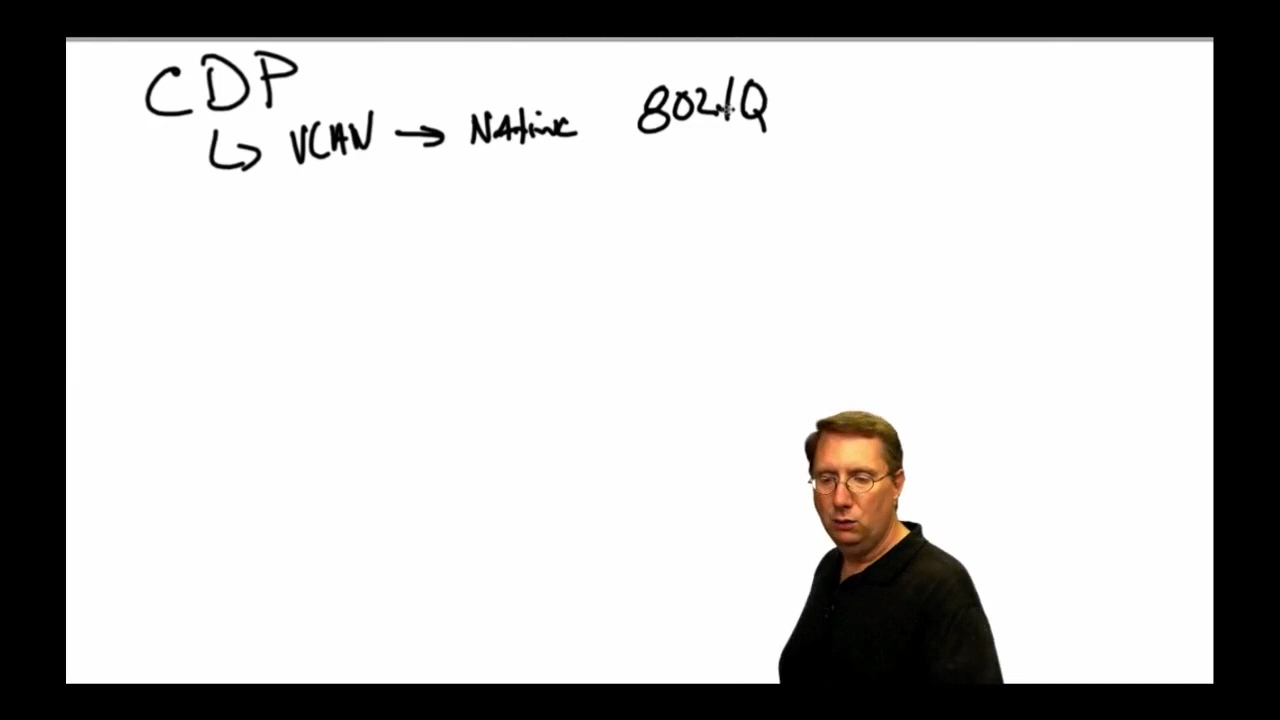 CDP
↳ VLAN → Native 802.1Q